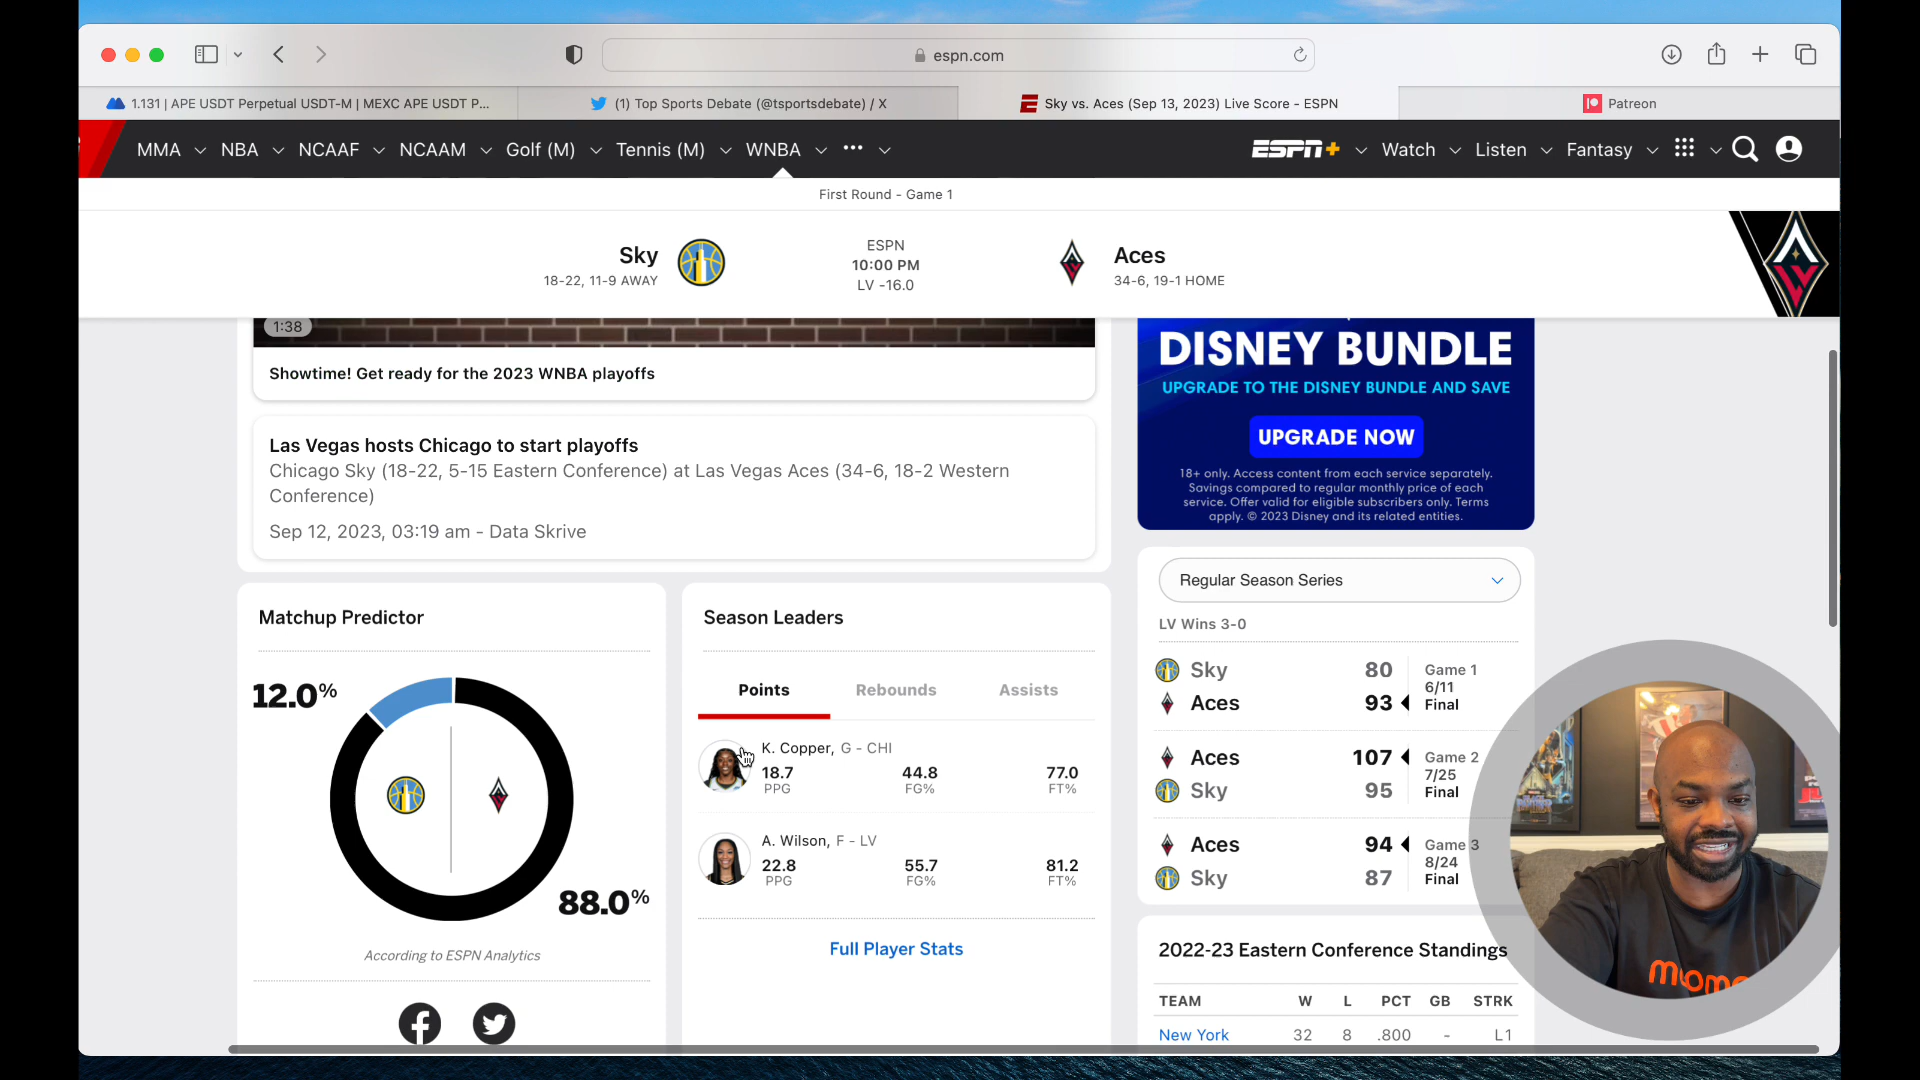 espn.com
1.131 | APE USDT Perpetual USDT-M | MEXC APE USDT P...
(1) Top Sports Debate (@tsportsdebate) / X
Sky vs. Aces (Sep 13, 2023) Live Score - ESPN
Patreon
MMA NBA NCAAF NCAAM Golf (M) Tennis (M) WNBA ••• ESPN+ Watch Listen Fantasy
First Round - Game 1
Sky
18-22, 11-9 AWAY
ESPN
10:00 PM
LV -16.0
Aces
34-6, 19-1 HOME
1:38
Showtime! Get ready for the 2023 WNBA playoffs
Las Vegas hosts Chicago to start playoffs
Chicago Sky (18-22, 5-15 Eastern Conference) at Las Vegas Aces (34-6, 18-2 Western
Conference)
Sep 12, 2023, 03:19 am - Data Skrive
Matchup Predictor
12.0%
88.0%
According to ESPN Analytics
Season Leaders
Points Rebounds Assists
K. Copper, G - CHI
18.7 44.8 77.0
PPG FG% FT%
A. Wilson, F - LV
22.8 55.7 81.2
PPG FG% FT%
Full Player Stats
DISNEY BUNDLE
UPGRADE TO THE DISNEY BUNDLE AND SAVE
UPGRADE NOW
18+ only. Access content from each service separately.
Savings compared to regular monthly price of each
service. Offer valid for eligible subscribers only. Terms
apply. © 2023 Disney and its related entities.
Regular Season Series
LV Wins 3-0
Sky 80
Aces 93
Game 1
6/11
Final
Aces 107
Sky 95
Game 2
7/25
Final
Aces 94
Sky 87
Game 3
8/24
Final
2022-23 Eastern Conference Standings
TEAM W L PCT GB STRK
New York 32 8 .800 - L1